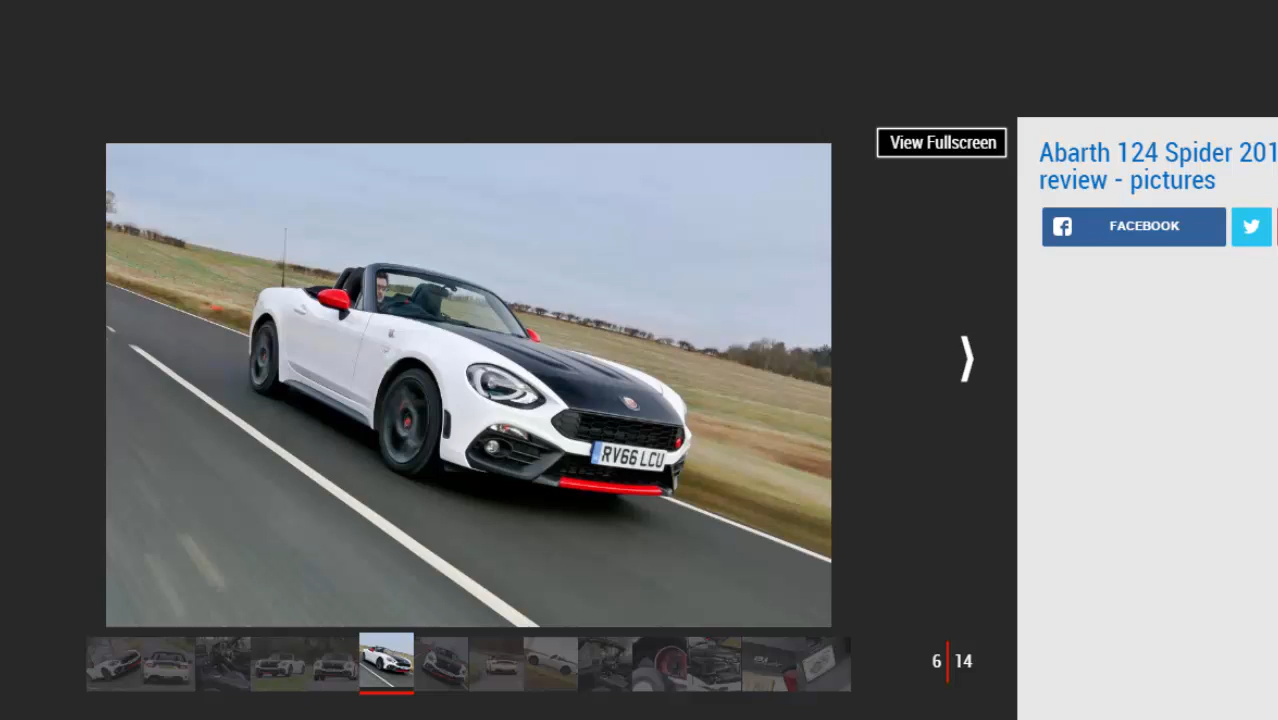 View Fullscreen
Abarth 124 Spider 201
review - pictures
FACEBOOK
RV66 LCU
6 14